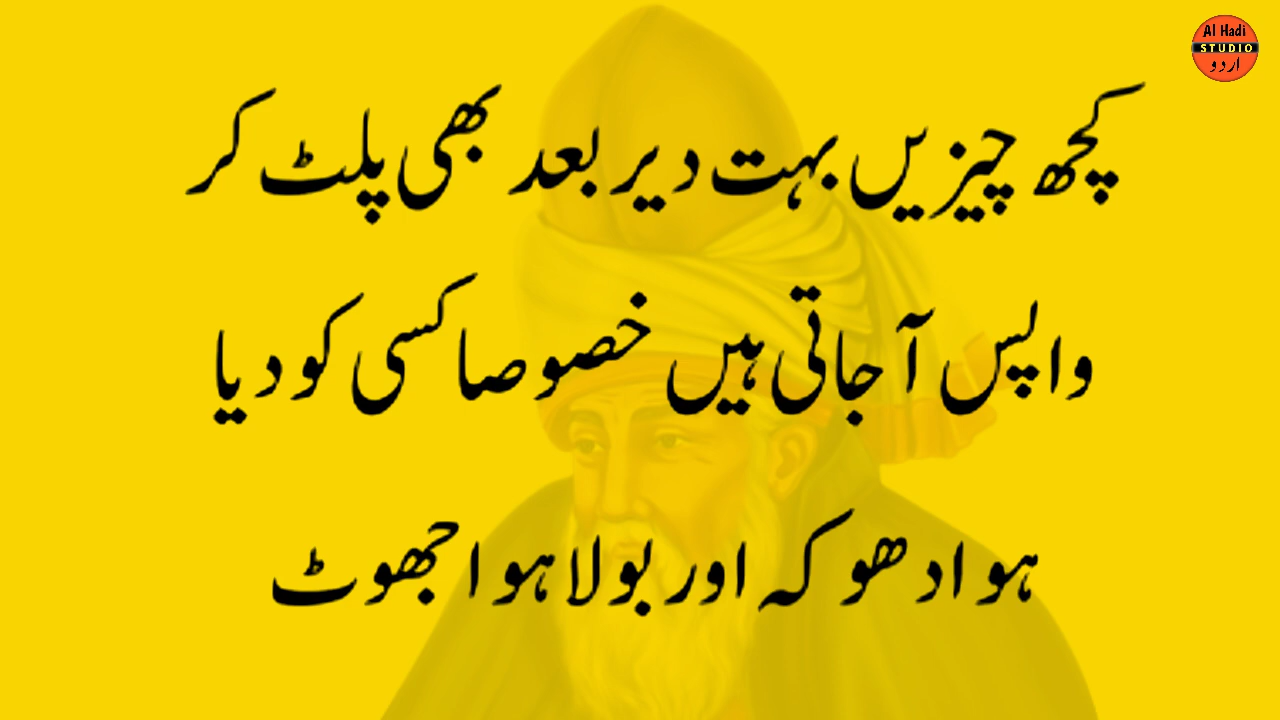 Al Hadi
STUDIO
اردو
کچھ چیزیں بہت دیر بعد بھی پلٹ کر
واپس آجاتی ہیں خصوصا کسی کو دیا
ہوا دھوکہ اور بولا ہوا جھوٹ